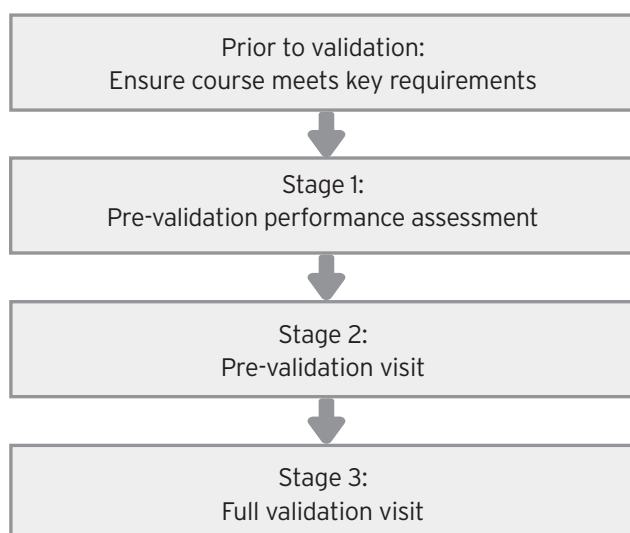 Prior to validation:
Ensure course meets key requirements
Stage 1:
Pre-validation performance assessment
Stage 2:
Pre-validation visit
Stage 3:
Full validation visit